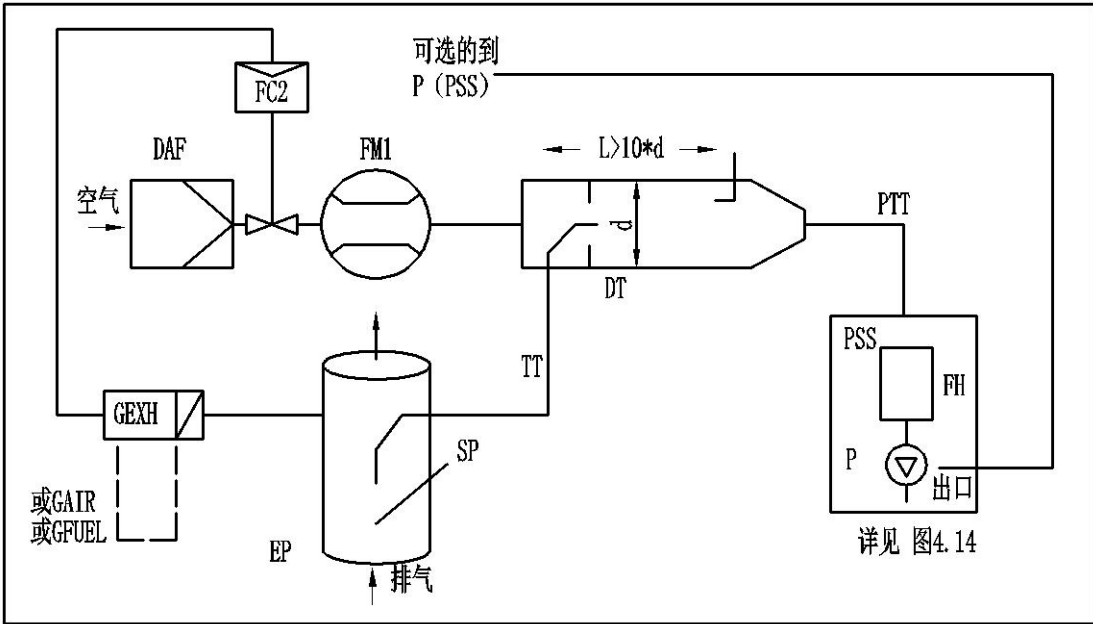 可选的到
P（PSS）
FC2
DAF
FM1
L>10*d
空气
d
PTT
DT
PSS
TT
FH
GEXH
SP
P
出口
或GAIR
或GFUEL
EP
排气
详见 图4.14